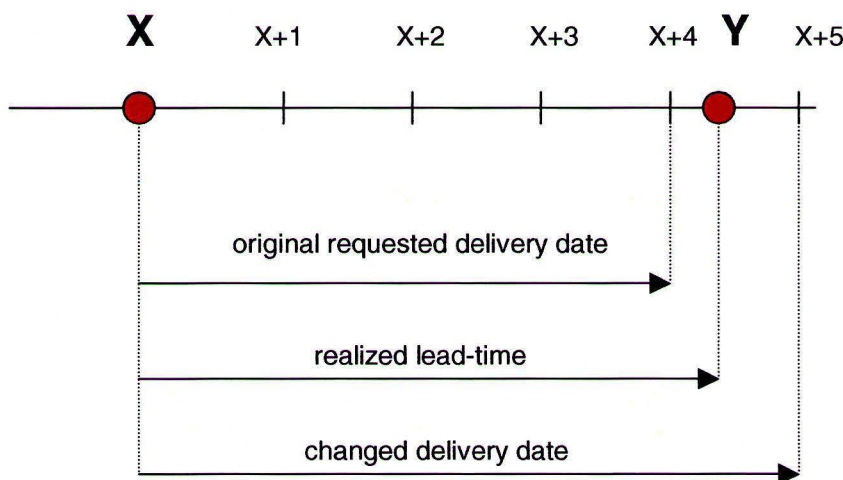 X X+1 X+2 X+3 X+4 Y X+5
original requested delivery date
realized lead-time
changed delivery date